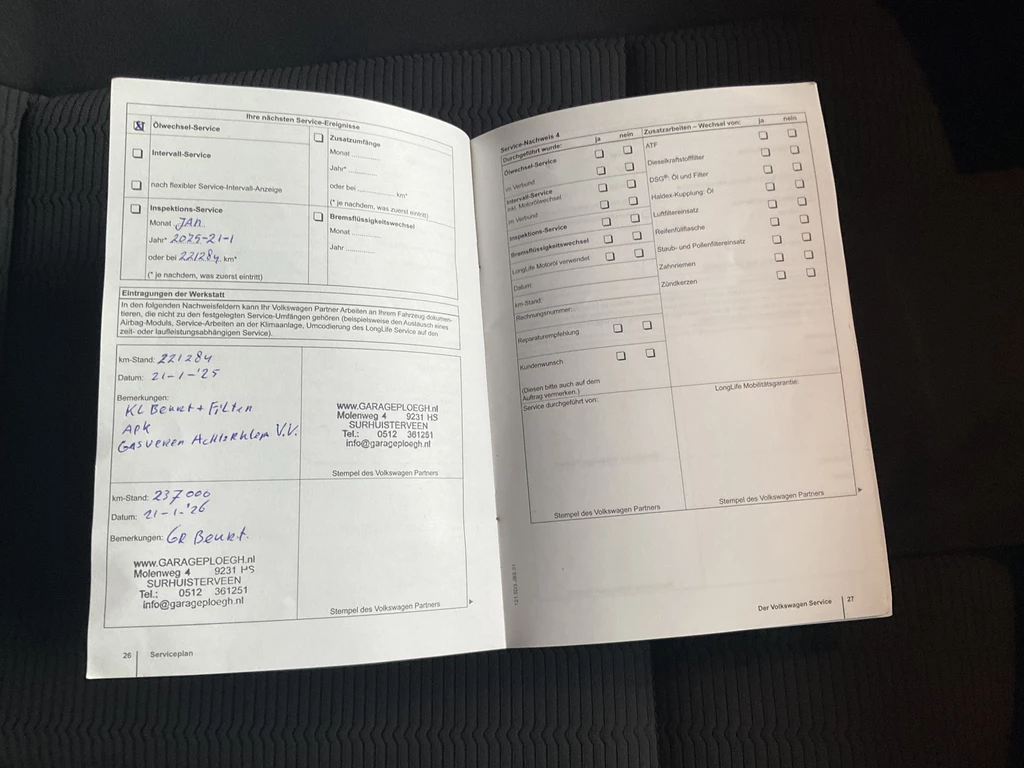 Ihre nächsten Service-Ereignisse
Ölwechsel-Service
Intervall-Service
nach flexibler Service-Intervall-Anzeige
Inspektions-Service
Monat JAN
Jahr* 2025-21-1
oder bei 221284 km*
(* je nachdem, was zuerst eintritt)
Zusatzumfänge
Monat ............
Jahr* ............
oder bei ............ km*
(* je nachdem, was zuerst eintritt)
Bremsflüssigkeitswechsel
Monat ............
Jahr ............
Eintragungen der Werkstatt
In den folgenden Nachweisfeldern kann Ihr Volkswagen Partner Arbeiten an Ihrem Fahrzeug dokumen-
tieren, die nicht zu den festgelegten Service-Umfängen gehören (beispielsweise den Austausch eines
Airbag-Moduls, Service-Arbeiten an der Klimaanlage, Umcodierung des LongLife Service auf den
zeit- oder laufleistungsabhängigen Service).
km-Stand: 221284
Datum: 21-1-'25
Bemerkungen:
KL Beurt + Filters
APK
Gasveren Achterklep V.V.
www.GARAGEPLOEGH.nl
Molenweg 4 9231 HS
SURHUISTERVEEN
Tel.: 0512 361251
info@garageploegh.nl
Stempel des Volkswagen Partners
km-Stand: 237000
Datum: 21-1-'26
Bemerkungen: GR Beurt.
www.GARAGEPLOEGH.nl
Molenweg 4 9231 HS
SURHUISTERVEEN
Tel.: 0512 361251
info@garageploegh.nl
Stempel des Volkswagen Partners
26 Serviceplan
Service-Nachweis 4
Durchgeführt wurde: ja nein
Ölwechsel-Service
im Verbund
Intervall-Service
inkl. Motorölwechsel
im Verbund
Inspektions-Service
Bremsflüssigkeitswechsel
LongLife Motoröl verwendet
Datum:
km-Stand:
Rechnungsnummer:
Reparaturempfehlung
Kundenwunsch
(Diesen bitte auch auf dem
Auftrag vermerken.)
Service durchgeführt von:
Stempel des Volkswagen Partners
Zusatzarbeiten – Wechsel von: ja nein
ATF
Dieselkraftstofffilter
DSG®: Öl und Filter
Haldex-Kupplung: Öl
Luftfiltereinsatz
Reifenfüllflasche
Staub- und Pollenfiltereinsatz
Zahnriemen
Zündkerzen
LongLife Mobilitätsgarantie:
Stempel des Volkswagen Partners
Der Volkswagen Service 27